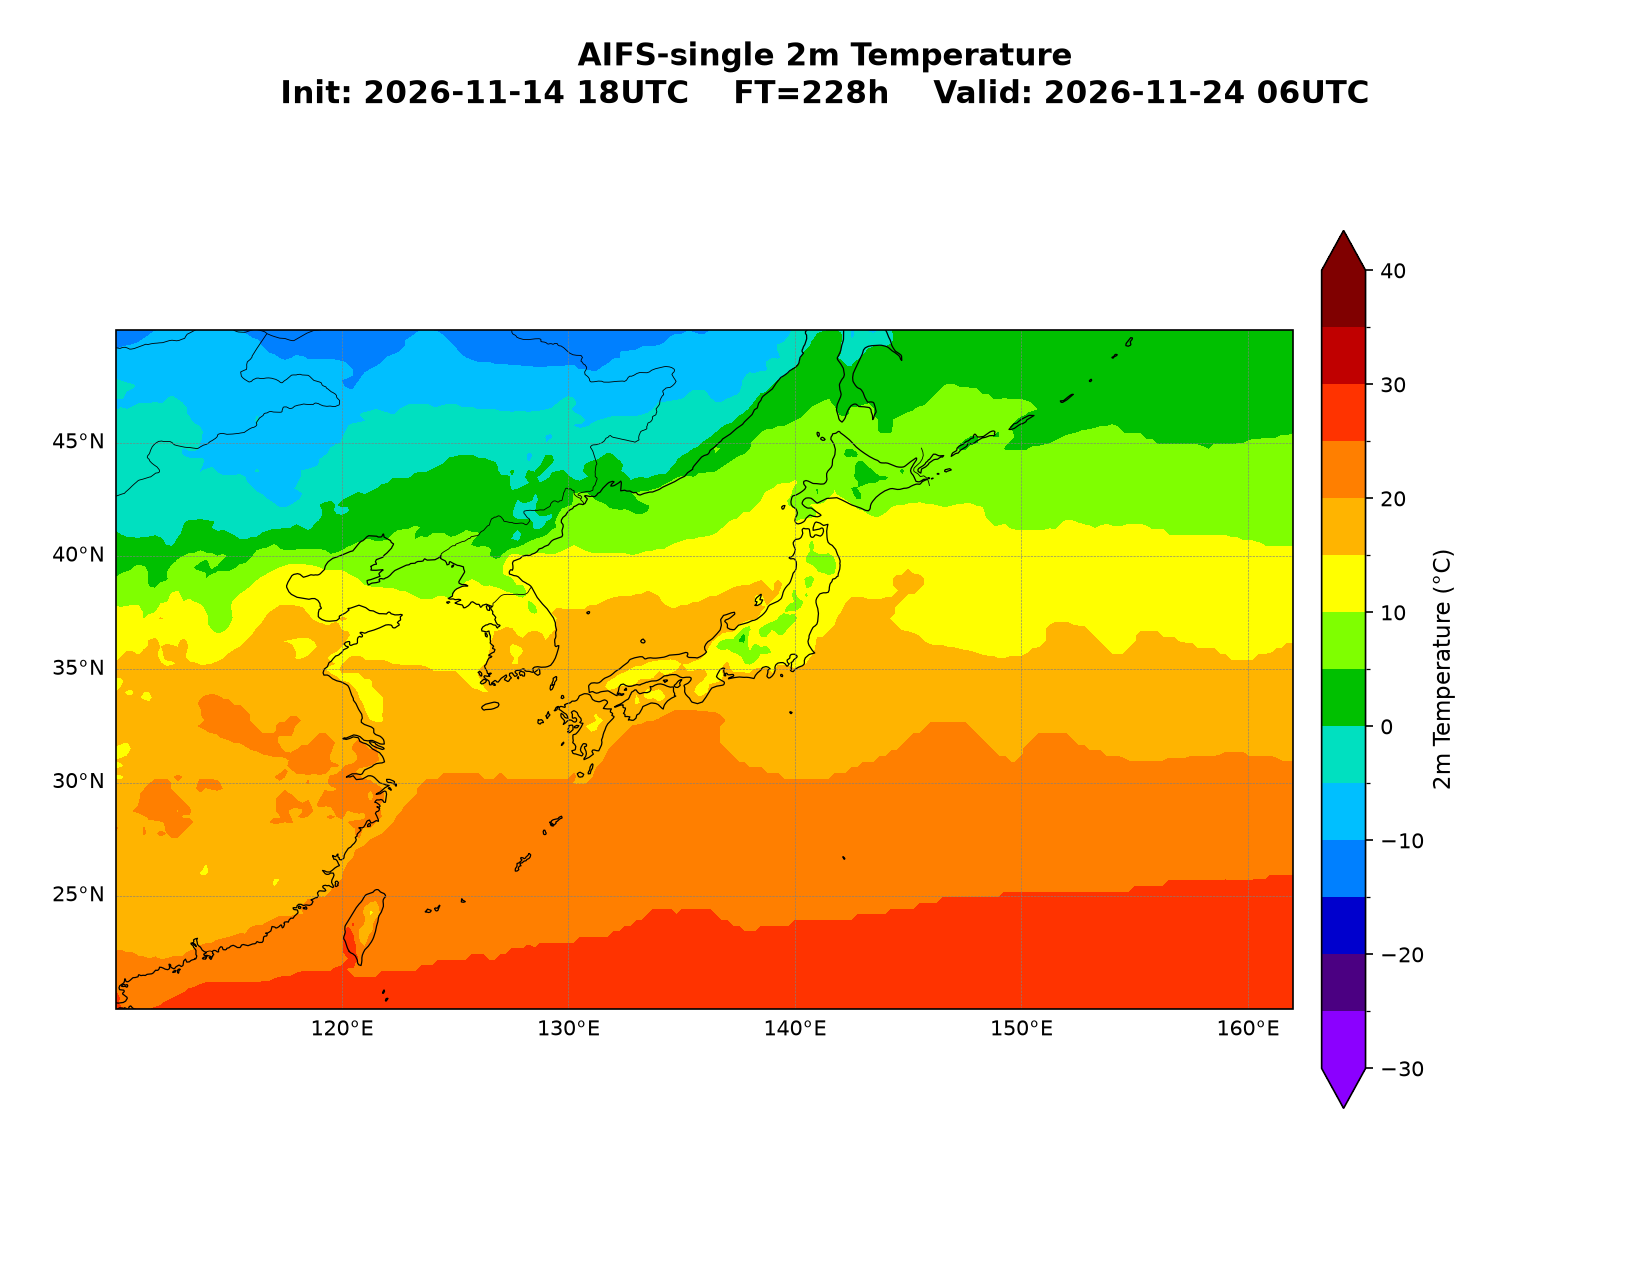 AIFS-single 2m Temperature
Init: 2026-11-14 18UTC    FT=228h    Valid: 2026-11-24 06UTC
45°N
40°N
35°N
30°N
25°N
120°E
130°E
140°E
150°E
160°E
40
30
20
10
0
−10
−20
−30
2m Temperature (°C)